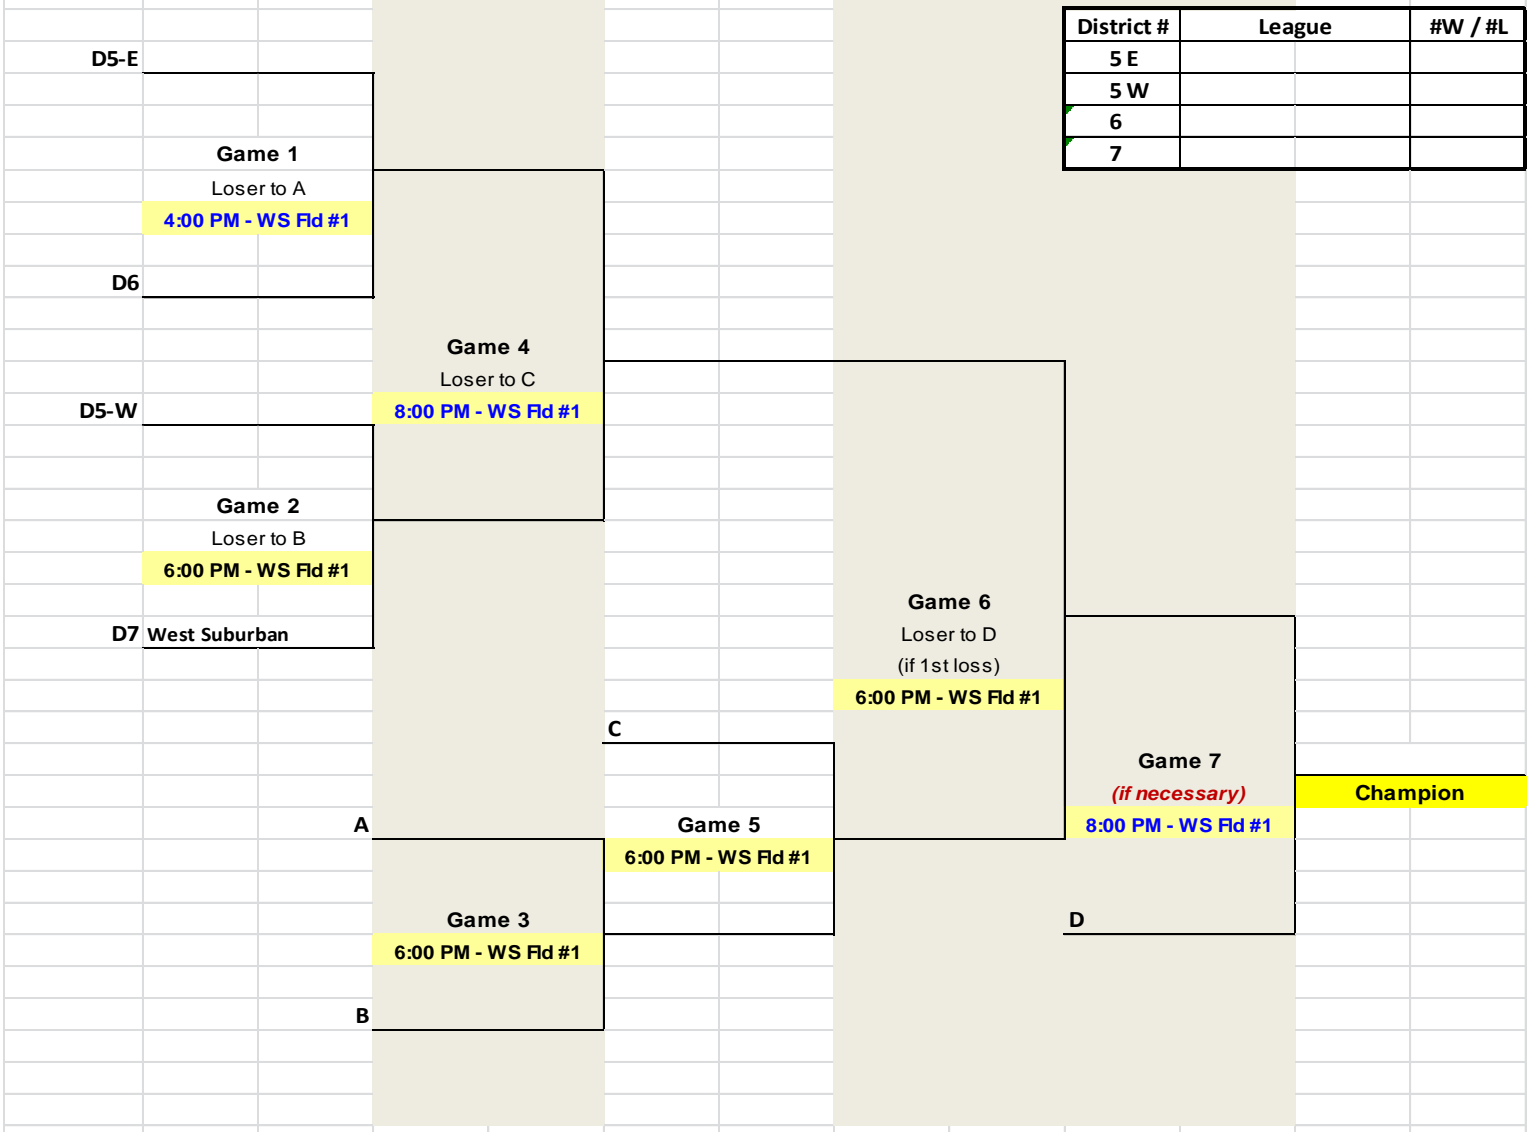 District # League #W / #L
5 E
5 W
6
7
D5-E
Game 1
Loser to A
4:00 PM - WS Fld #1
D6
Game 4
Loser to C
8:00 PM - WS Fld #1
D5-W
Game 2
Loser to B
6:00 PM - WS Fld #1
D7 West Suburban
Game 6
Loser to D
(if 1st loss)
6:00 PM - WS Fld #1
C
Game 7
(if necessary)
8:00 PM - WS Fld #1
Champion
A
Game 5
6:00 PM - WS Fld #1
Game 3
6:00 PM - WS Fld #1
D
B